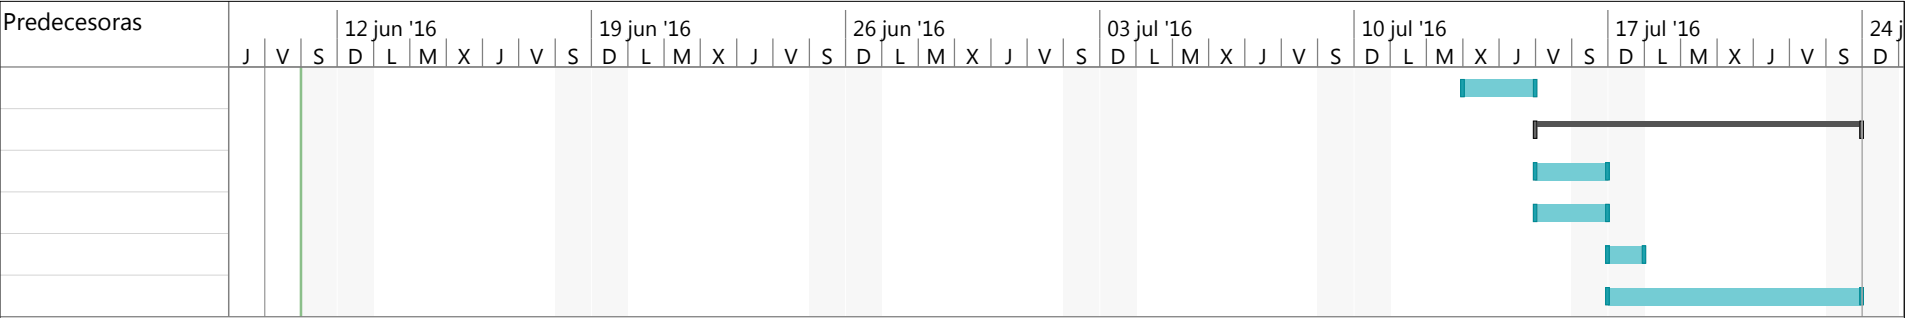 Predecesoras
12 jun '16 19 jun '16 26 jun '16 03 jul '16 10 jul '16 17 jul '16 24 j
J V S D L M X J V S D L M X J V S D L M X J V S D L M X J V S D L M X J V S D L M X J V S D